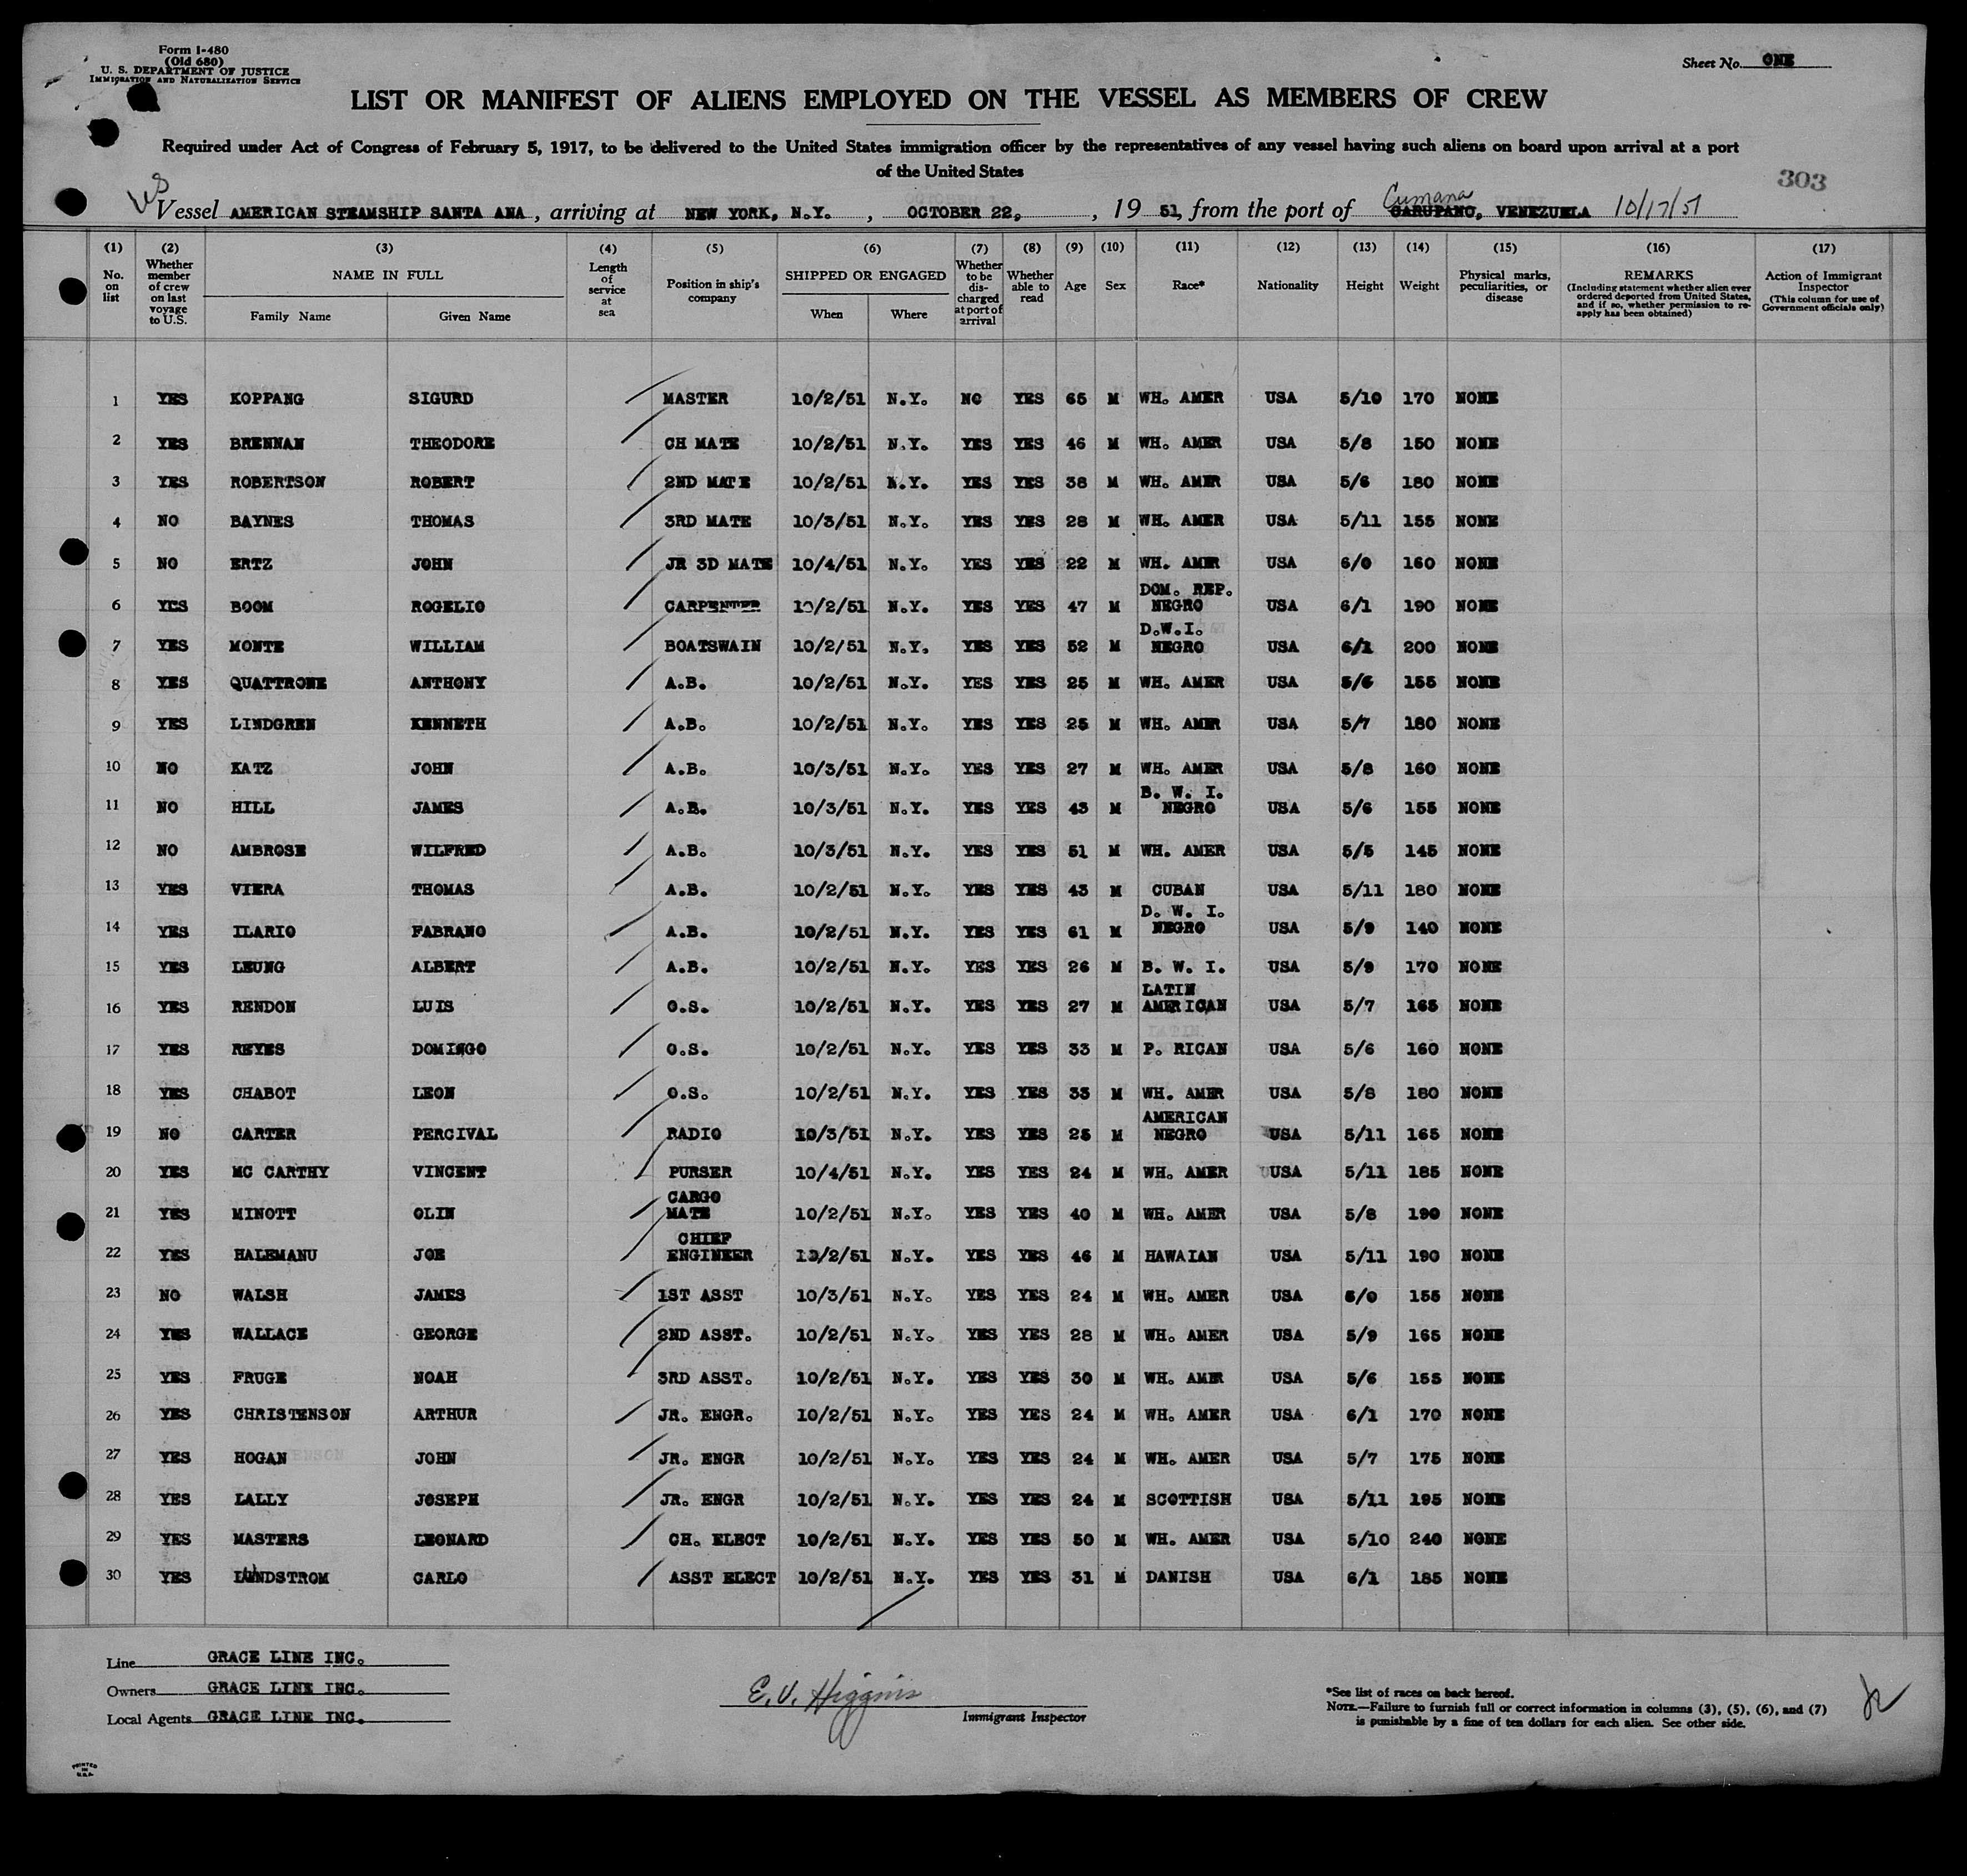 Form I-480
(Old 680)
U. S. DEPARTMENT OF JUSTICE
IMMIGRATION AND NATURALIZATION SERVICE
Sheet No. ONE
LIST OR MANIFEST OF ALIENS EMPLOYED ON THE VESSEL AS MEMBERS OF CREW
Required under Act of Congress of February 5, 1917, to be delivered to the United States immigration officer by the representatives of any vessel having such aliens on board upon arrival at a port
of the United States
303
Cumana
Vessel AMERICAN STEAMSHIP SANTA ANA, arriving at NEW YORK, N.Y., OCTOBER 22, , 19 51, from the port of CARUPANO, VENEZUELA 10/17/51
(1) (2) (3) (4) (5) (6) (7) (8) (9) (10) (11) (12) (13) (14) (15) (16) (17)
No. on list
Whether member of crew on last voyage to U.S.
NAME IN FULL
Family Name Given Name
Length of service at sea
Position in ship's company
SHIPPED OR ENGAGED
When Where
Whether to be discharged at port of arrival
Whether able to read
Age
Sex
Race*
Nationality
Height
Weight
Physical marks, peculiarities, or disease
REMARKS
(Including statement whether alien ever ordered deported from United States, and if so, whether permission to re-apply has been obtained)
Action of Immigrant Inspector
(This column for use of Government officials only)
1 YES KOPPANG SIGURD MASTER 10/2/51 N.Y. NO YES 65 M WH. AMER USA 5/10 170 NONE
2 YES BRENNAN THEODORE CH MATE 10/2/51 N.Y. YES YES 46 M WH. AMER USA 5/8 150 NONE
3 YES ROBERTSON ROBERT 2ND MATE 10/2/51 N.Y. YES YES 38 M WH. AMER USA 5/6 180 NONE
4 NO BAYNES THOMAS 3RD MATE 10/3/51 N.Y. YES YES 28 M WH. AMER USA 5/11 155 NONE
5 NO ERTZ JOHN JR 3D MATE 10/4/51 N.Y. YES YES 22 M WH. AMER USA 6/0 160 NONE
6 YES BOOM ROGELIO CARPENTER 10/2/51 N.Y. YES YES 47 M DOM. REP. NEGRO USA 6/1 190 NONE
7 YES MONTE WILLIAM BOATSWAIN 10/2/51 N.Y. YES YES 52 M D.W.I. NEGRO USA 6/1 200 NONE
8 YES QUATTRONE ANTHONY A.B. 10/2/51 N.Y. YES YES 25 M WH. AMER USA 5/6 155 NONE
9 YES LINDGREN KENNETH A.B. 10/2/51 N.Y. YES YES 25 M WH. AMER USA 5/7 180 NONE
10 NO KATZ JOHN A.B. 10/3/51 N.Y. YES YES 27 M WH. AMER USA 5/8 160 NONE
11 NO HILL JAMES A.B. 10/3/51 N.Y. YES YES 43 M B. W. I. NEGRO USA 5/6 155 NONE
12 NO AMBROSE WILFRED A.B. 10/3/51 N.Y. YES YES 51 M WH. AMER USA 5/5 145 NONE
13 YES VIERA THOMAS A.B. 10/2/51 N.Y. YES YES 43 M CUBAN USA 5/11 180 NONE
14 YES ILARIO FABRANO A.B. 10/2/51 N.Y. YES YES 61 M D. W. I. NEGRO USA 5/9 140 NONE
15 YES LEUNG ALBERT A.B. 10/2/51 N.Y. YES YES 26 M B. W. I. USA 5/9 170 NONE
16 YES RENDON LUIS O.S. 10/2/51 N.Y. YES YES 27 M LATIN AMERICAN USA 5/7 165 NONE
17 YES REYES DOMINGO O.S. 10/2/51 N.Y. YES YES 33 M P. RICAN USA 5/6 160 NONE
18 YES CHABOT LEON O.S. 10/2/51 N.Y. YES YES 33 M WH. AMER USA 5/8 180 NONE
19 NO CARTER PERCIVAL RADIO 10/3/51 N.Y. YES YES 25 M AMERICAN NEGRO USA 5/11 165 NONE
20 YES MC CARTHY VINCENT PURSER 10/4/51 N.Y. YES YES 24 M WH. AMER USA 5/11 185 NONE
21 YES MINOTT OLIN CARGO MATE 10/2/51 N.Y. YES YES 40 M WH. AMER USA 5/8 190 NONE
22 YES HALEMANU JOE CHIEF ENGINEER 10/2/51 N.Y. YES YES 46 M HAWAIAN USA 5/11 190 NONE
23 NO WALSH JAMES 1ST ASST 10/3/51 N.Y. YES YES 24 M WH. AMER USA 6/0 155 NONE
24 YES WALLACE GEORGE 2ND ASST. 10/2/51 N.Y. YES YES 28 M WH. AMER USA 5/9 165 NONE
25 YES FRUGE NOAH 3RD ASST. 10/2/51 N.Y. YES YES 30 M WH. AMER USA 5/6 155 NONE
26 YES CHRISTENSON ARTHUR JR. ENGR. 10/2/51 N.Y. YES YES 24 M WH. AMER USA 6/1 170 NONE
27 YES HOGAN JOHN JR. ENGR 10/2/51 N.Y. YES YES 24 M WH. AMER USA 5/7 175 NONE
28 YES LALLY JOSEPH JR. ENGR 10/2/51 N.Y. YES YES 24 M SCOTTISH USA 5/11 195 NONE
29 YES MASTERS LEONARD CH. ELECT 10/2/51 N.Y. YES YES 50 M WH. AMER USA 5/10 240 NONE
30 YES LUNDSTROM CARLO ASST ELECT 10/2/51 N.Y. YES YES 31 M DANISH USA 6/1 185 NONE
Line GRACE LINE INC.
Owners GRACE LINE INC.
Local Agents GRACE LINE INC.
E. V. Higgins
Immigrant Inspector
*See list of races on back hereof.
NOTE.—Failure to furnish full or correct information in columns (3), (5), (6), and (7)
is punishable by a fine of ten dollars for each alien. See other side.
PRINTED
IN
U.S.A.